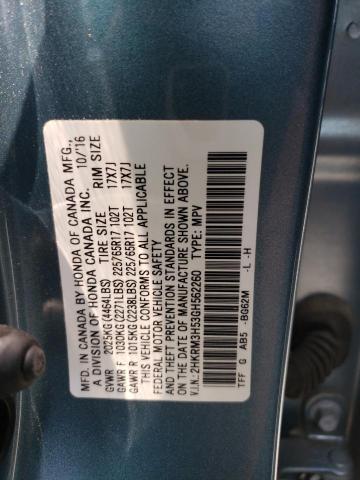 MFD. BY HONDA OF CANADA MFG.,
A DIVISION OF HONDA CANADA INC. 10/'16
TIRE SIZE RIM SIZE
GVWR 2025KG(4464LBS)
GAWR F 1030KG(2271LBS) 225/65R17 102T 17X7J
GAWR R 1015KG(2238LBS) 225/65R17 102T 17X7J
THIS VEHICLE CONFORMS TO ALL APPLICABLE
FEDERAL MOTOR VEHICLE SAFETY
AND THEFT PREVENTION STANDARDS IN EFFECT
ON THE DATE OF MANUFACTURE SHOWN ABOVE.
V.I.N.: 2HKRM3H53GH562260 TYPE: MPV
TFF G AB5 -BG62M -L -H